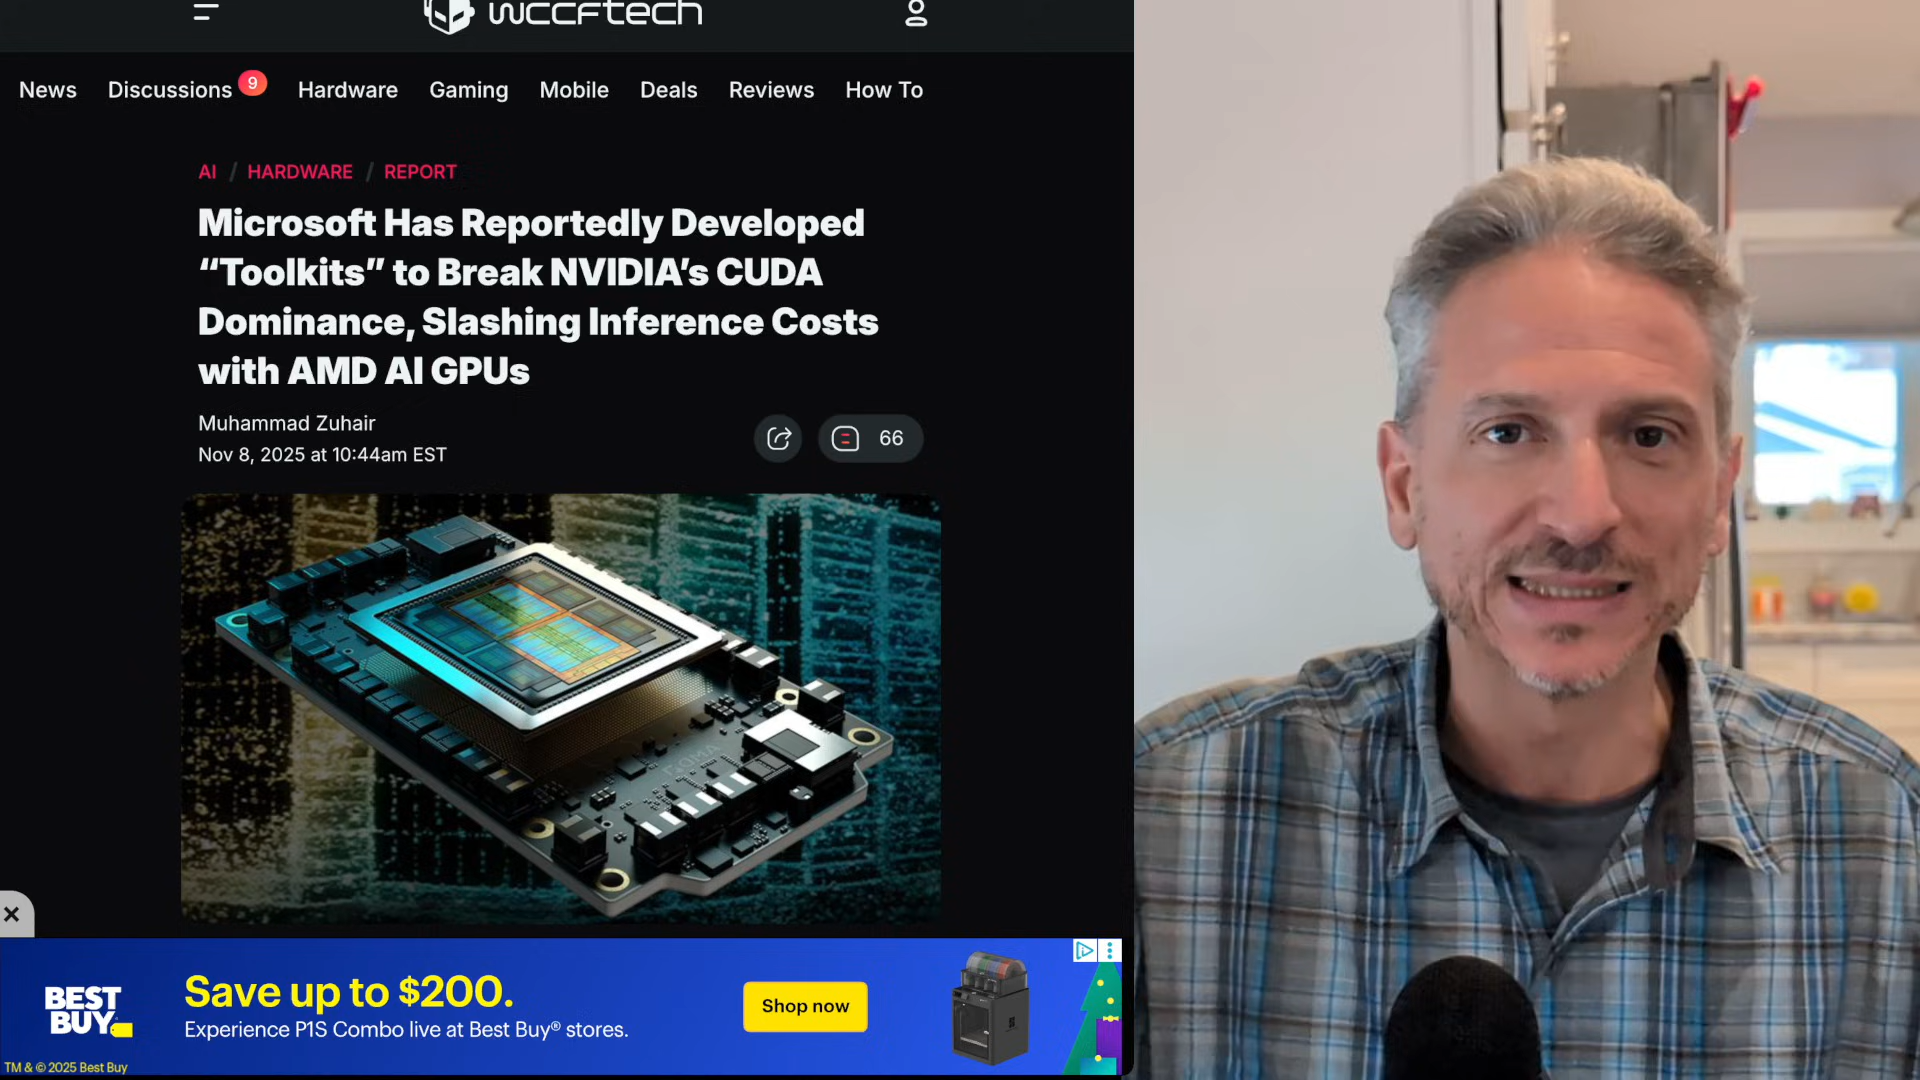 wccftech
News Discussions 9 Hardware Gaming Mobile Deals Reviews How To
AI / HARDWARE / REPORT
Microsoft Has Reportedly Developed
“Toolkits” to Break NVIDIA’s CUDA
Dominance, Slashing Inference Costs
with AMD AI GPUs
Muhammad Zuhair
Nov 8, 2025 at 10:44am EST
66
BEST
BUY
Save up to $200.
Experience P1S Combo live at Best Buy® stores.
Shop now
TM & © 2025 Best Buy